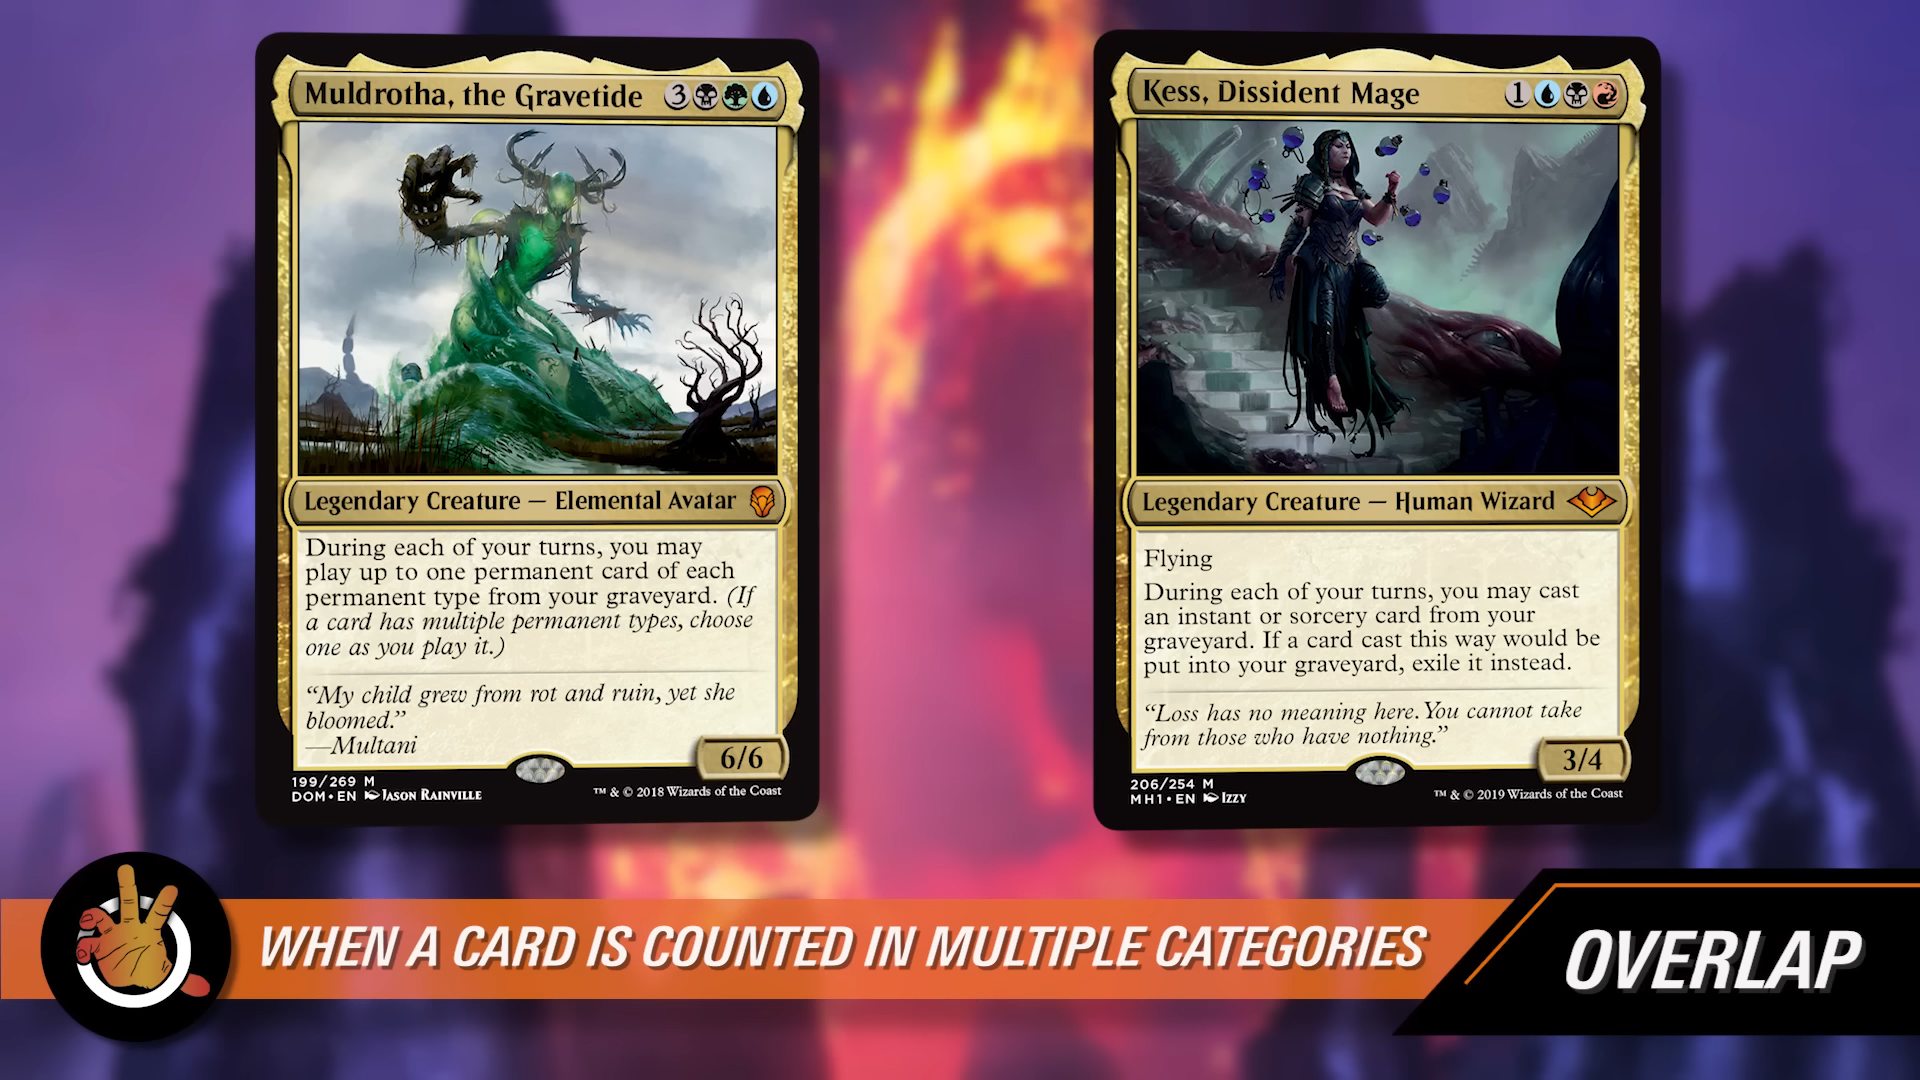 Muldrotha, the Gravetide 3
Legendary Creature — Elemental Avatar
During each of your turns, you may
play up to one permanent card of each
permanent type from your graveyard. (If
a card has multiple permanent types, choose
one as you play it.)
“My child grew from rot and ruin, yet she
bloomed.”
—Multani
6/6
199/269 M
DOM • EN Jason Rainville
™ & © 2018 Wizards of the Coast
Kess, Dissident Mage 1
Legendary Creature — Human Wizard
Flying
During each of your turns, you may cast
an instant or sorcery card from your
graveyard. If a card cast this way would be
put into your graveyard, exile it instead.
“Loss has no meaning here. You cannot take
from those who have nothing.”
3/4
206/254 M
MH1 • EN Izzy
™ & © 2019 Wizards of the Coast
WHEN A CARD IS COUNTED IN MULTIPLE CATEGORIES
OVERLAP